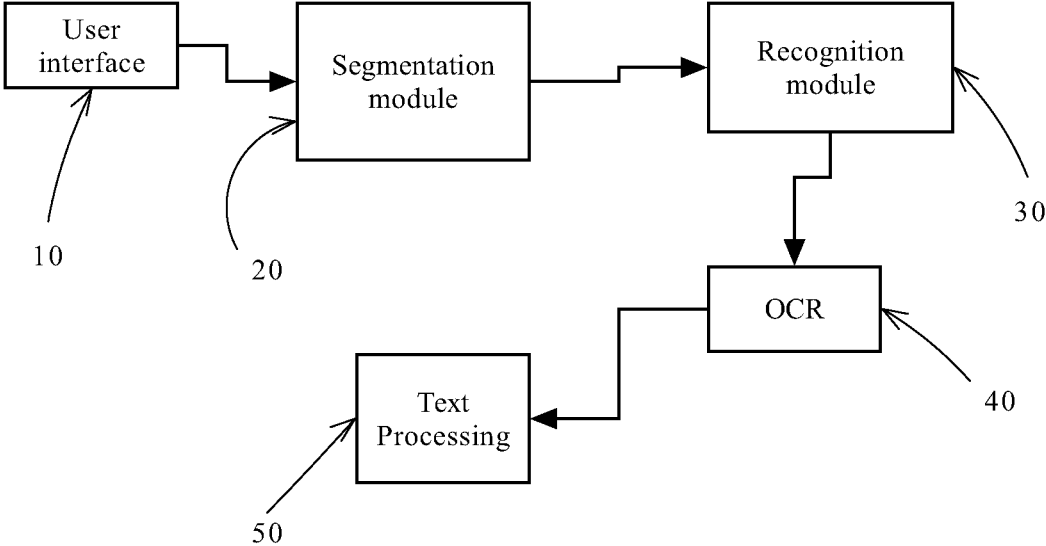 User
interface
Segmentation
module
Recognition
module
10
20
30
OCR
40
Text
Processing
50